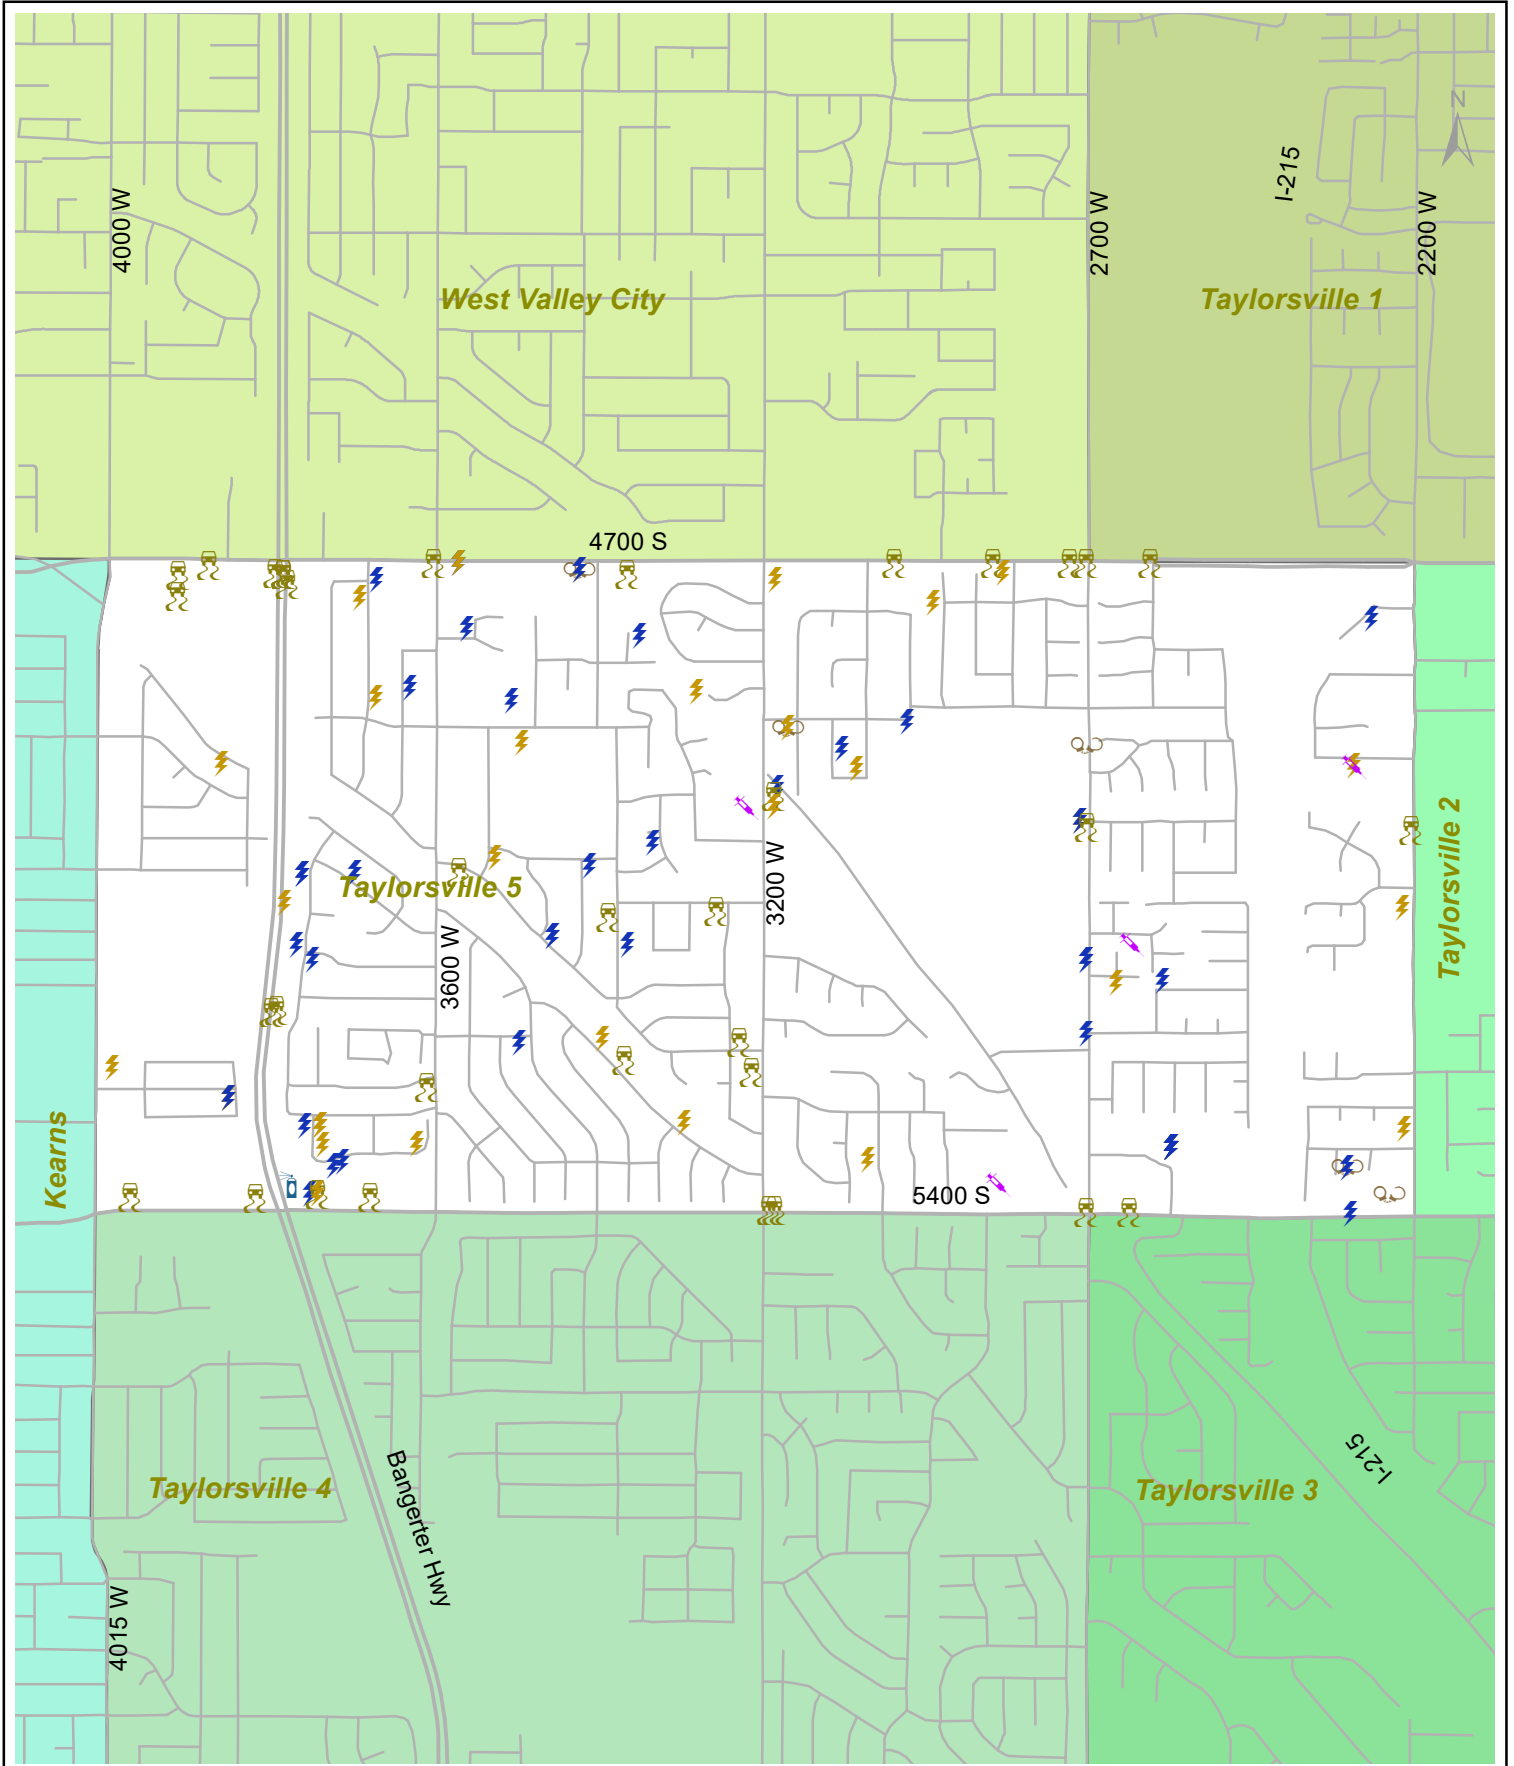 N
I-215
4000 W
2700 W
2200 W
West Valley City
Taylorsville 1
4700 S
Taylorsville 2
3200 W
Taylorsville 5
3600 W
Kearns
5400 S
Taylorsville 4
Bangerter Hwy
Taylorsville 3
I-215
4015 W